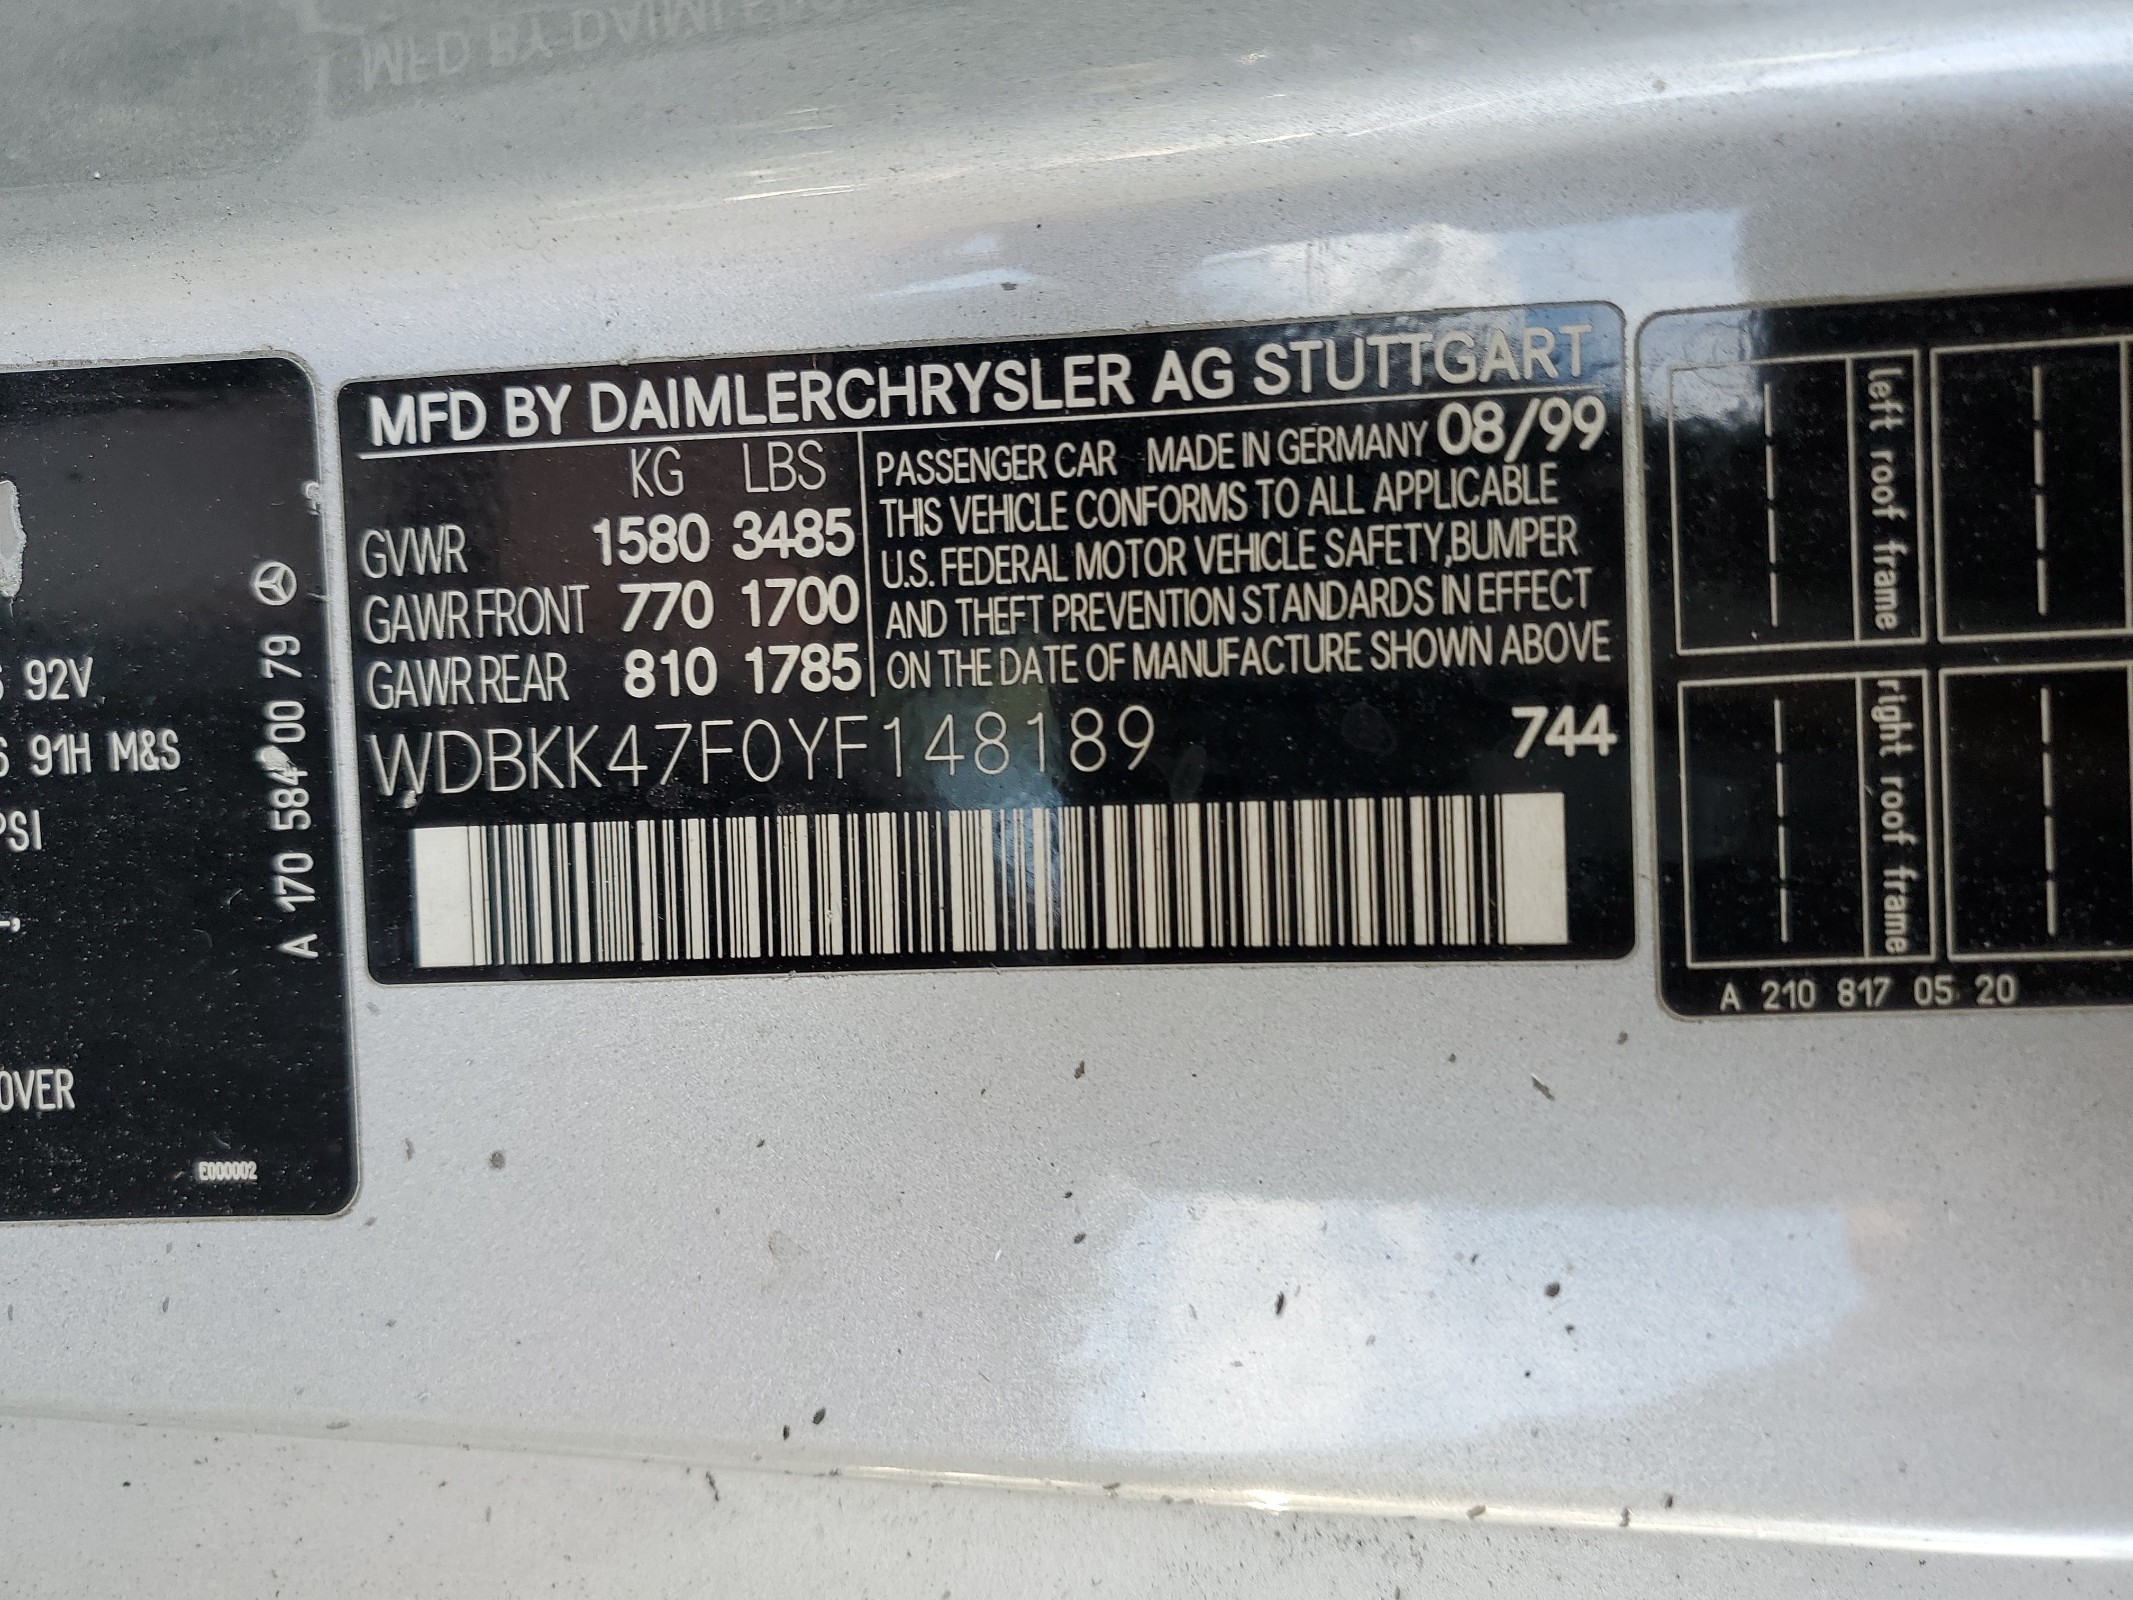 MFD BY DAIMLERCHRYSLER AG STUTTGART
KG LBS
GVWR 1580 3485
GAWR FRONT 770 1700
GAWR REAR 810 1785
PASSENGER CAR MADE IN GERMANY 08/99
THIS VEHICLE CONFORMS TO ALL APPLICABLE
U.S. FEDERAL MOTOR VEHICLE SAFETY,BUMPER
AND THEFT PREVENTION STANDARDS IN EFFECT
ON THE DATE OF MANUFACTURE SHOWN ABOVE
WDBKK47F0YF148189 744
92V
91H M&S
PSI
OVER
E000002
A 170 584 00 79
left roof frame
right roof frame
A 210 817 05 20
MFD BY